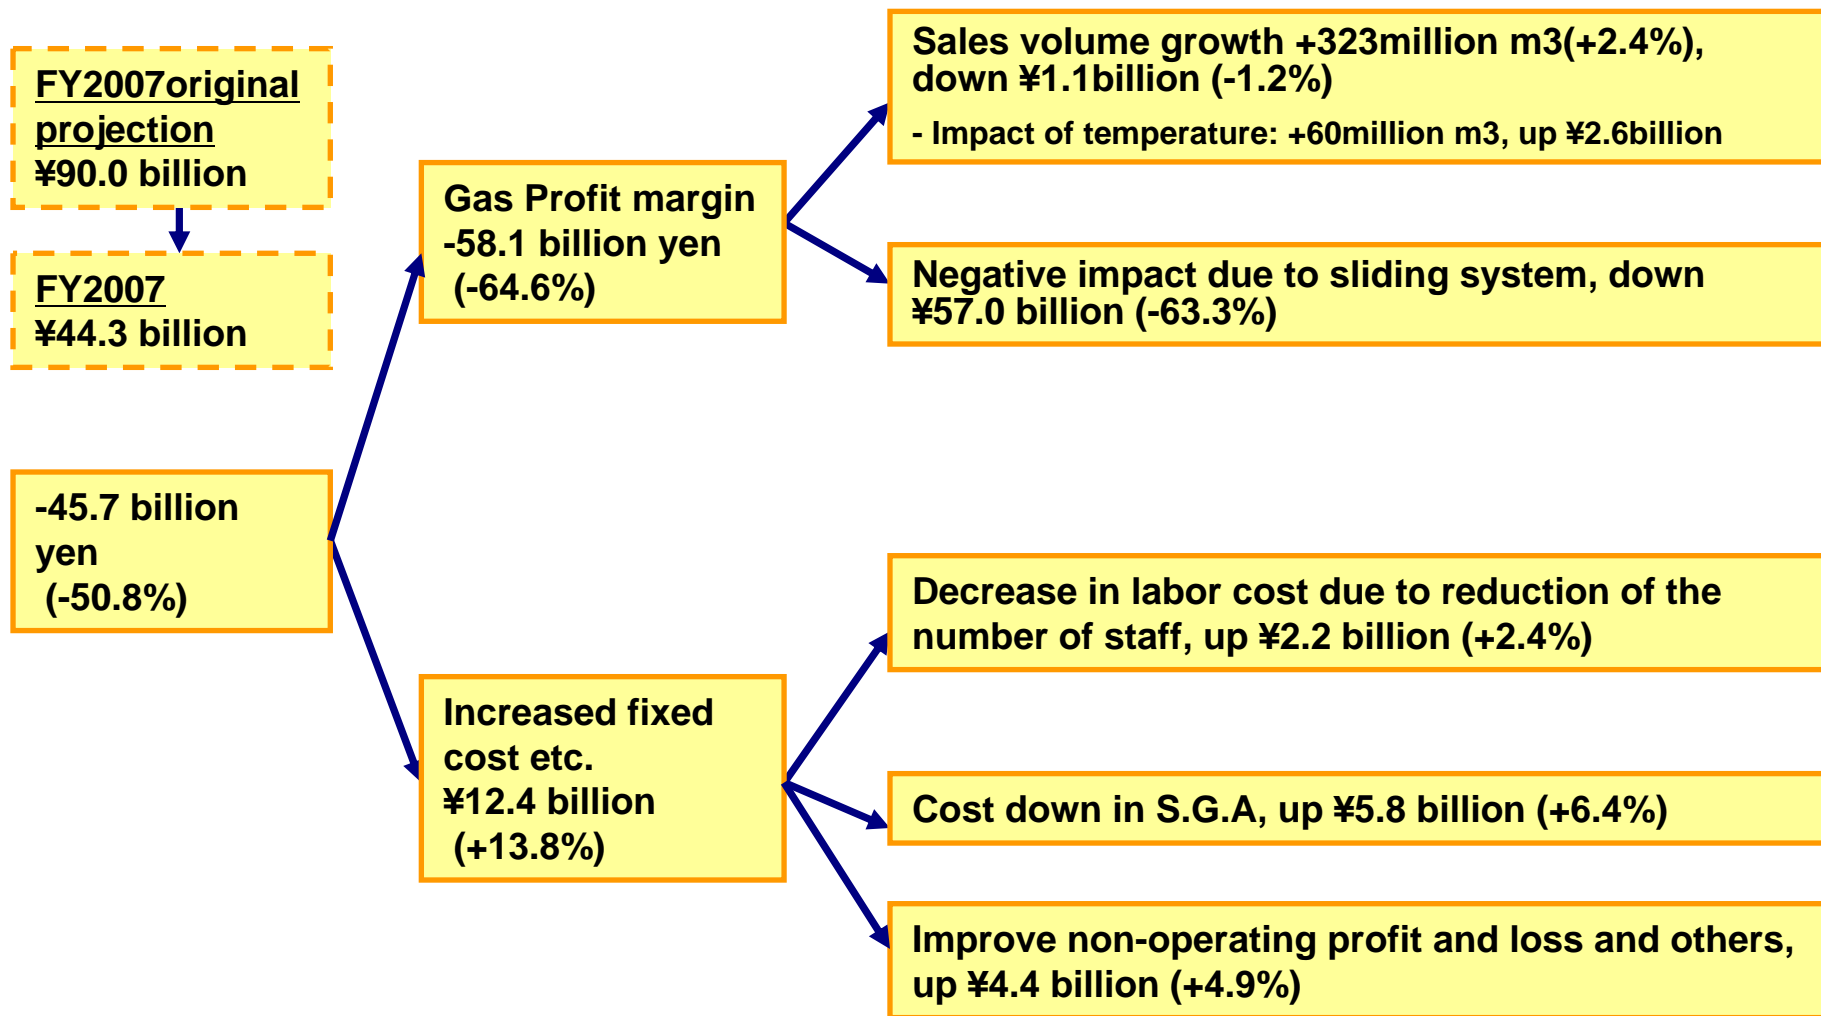 FY2007original
projection
¥90.0 billion
FY2007
¥44.3 billion
-45.7 billion
yen
(-50.8%)
Gas Profit margin
-58.1 billion yen
(-64.6%)
Increased fixed
cost etc.
¥12.4 billion
(+13.8%)
Sales volume growth +323million m3(+2.4%),
down ¥1.1billion (-1.2%)
- Impact of temperature: +60million m3, up ¥2.6billion
Negative impact due to sliding system, down
¥57.0 billion (-63.3%)
Decrease in labor cost due to reduction of the
number of staff, up ¥2.2 billion (+2.4%)
Cost down in S.G.A, up ¥5.8 billion (+6.4%)
Improve non-operating profit and loss and others,
up ¥4.4 billion (+4.9%)